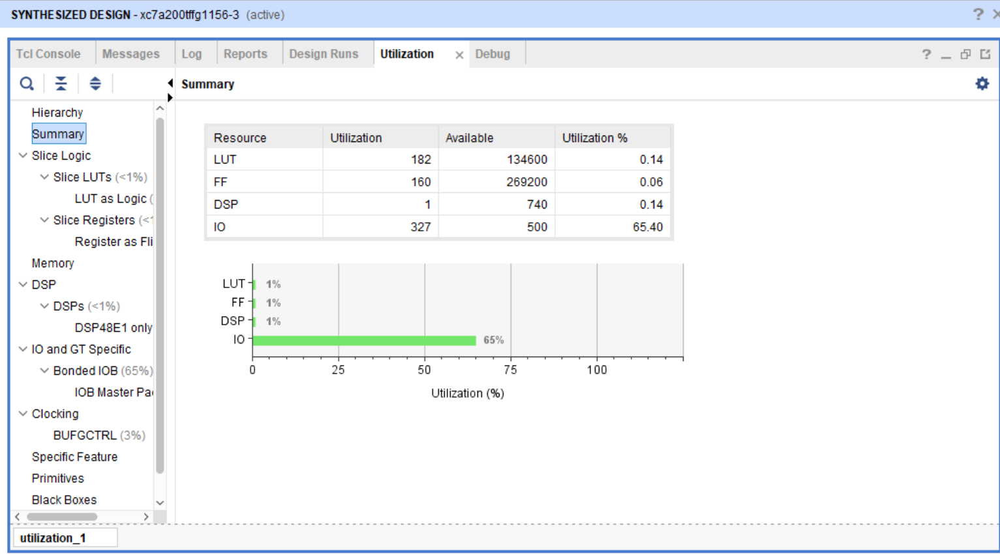 SYNTHESIZED DESIGN - xc7a200tffg1156-3 (active)
Tcl Console Messages Log Reports Design Runs Utilization Debug
Summary
Hierarchy
Summary
Slice Logic
Slice LUTs (<1%)
LUT as Logic (
Slice Registers (<1
Register as Fli
Memory
DSP
DSPs (<1%)
DSP48E1 only
IO and GT Specific
Bonded IOB (65%)
IOB Master Pa
Clocking
BUFGCTRL (3%)
Specific Feature
Primitives
Black Boxes
Resource Utilization Available Utilization %
LUT 182 134600 0.14
FF 160 269200 0.06
DSP 1 740 0.14
IO 327 500 65.40
LUT 1%
FF 1%
DSP 1%
IO 65%
0 25 50 75 100
Utilization (%)
utilization_1